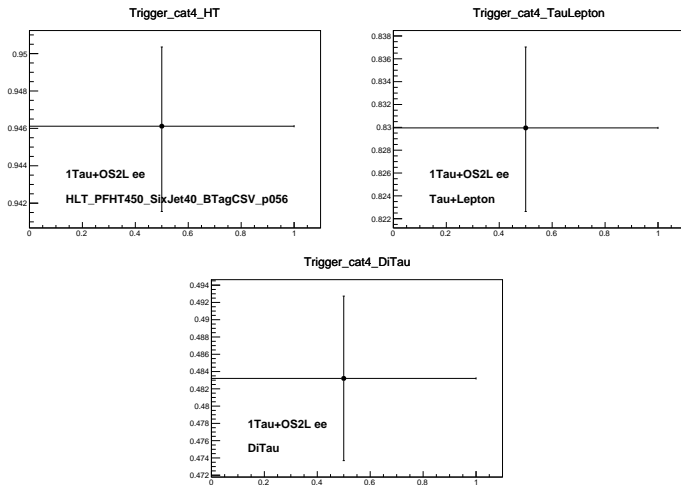 Trigger_cat4_HT
0.95
0.948
0.946
0.944
0.942
1Tau+OS2L ee
HLT_PFHT450_SixJet40_BTagCSV_p056
0 0.2 0.4 0.6 0.8 1
Trigger_cat4_TauLepton
0.838
0.836
0.834
0.832
0.83
0.828
0.826
0.824
0.822
1Tau+OS2L ee
Tau+Lepton
0 0.2 0.4 0.6 0.8 1
Trigger_cat4_DiTau
0.494
0.492
0.49
0.488
0.486
0.484
0.482
0.48
0.478
0.476
0.474
0.472
1Tau+OS2L ee
DiTau
0 0.2 0.4 0.6 0.8 1